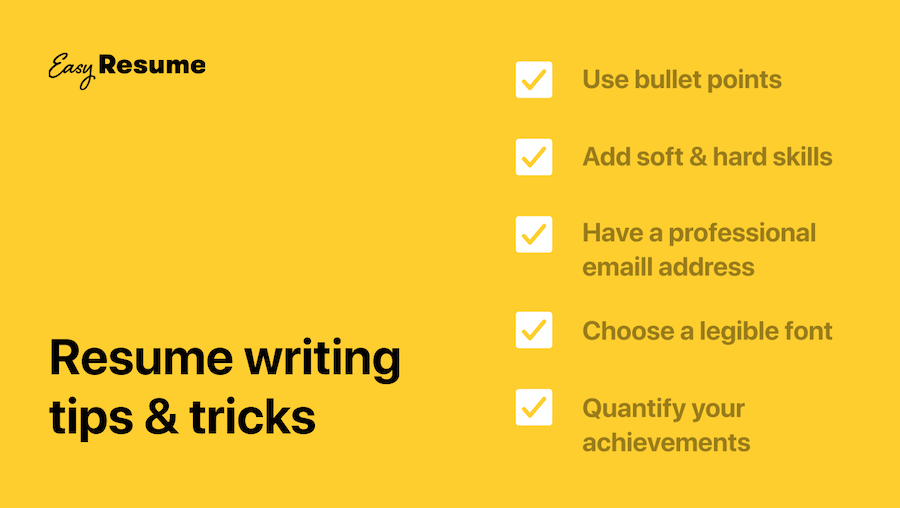 Easy Resume
Resume writing
tips & tricks
Use bullet points
Add soft & hard skills
Have a professional
emaill address
Choose a legible font
Quantify your
achievements